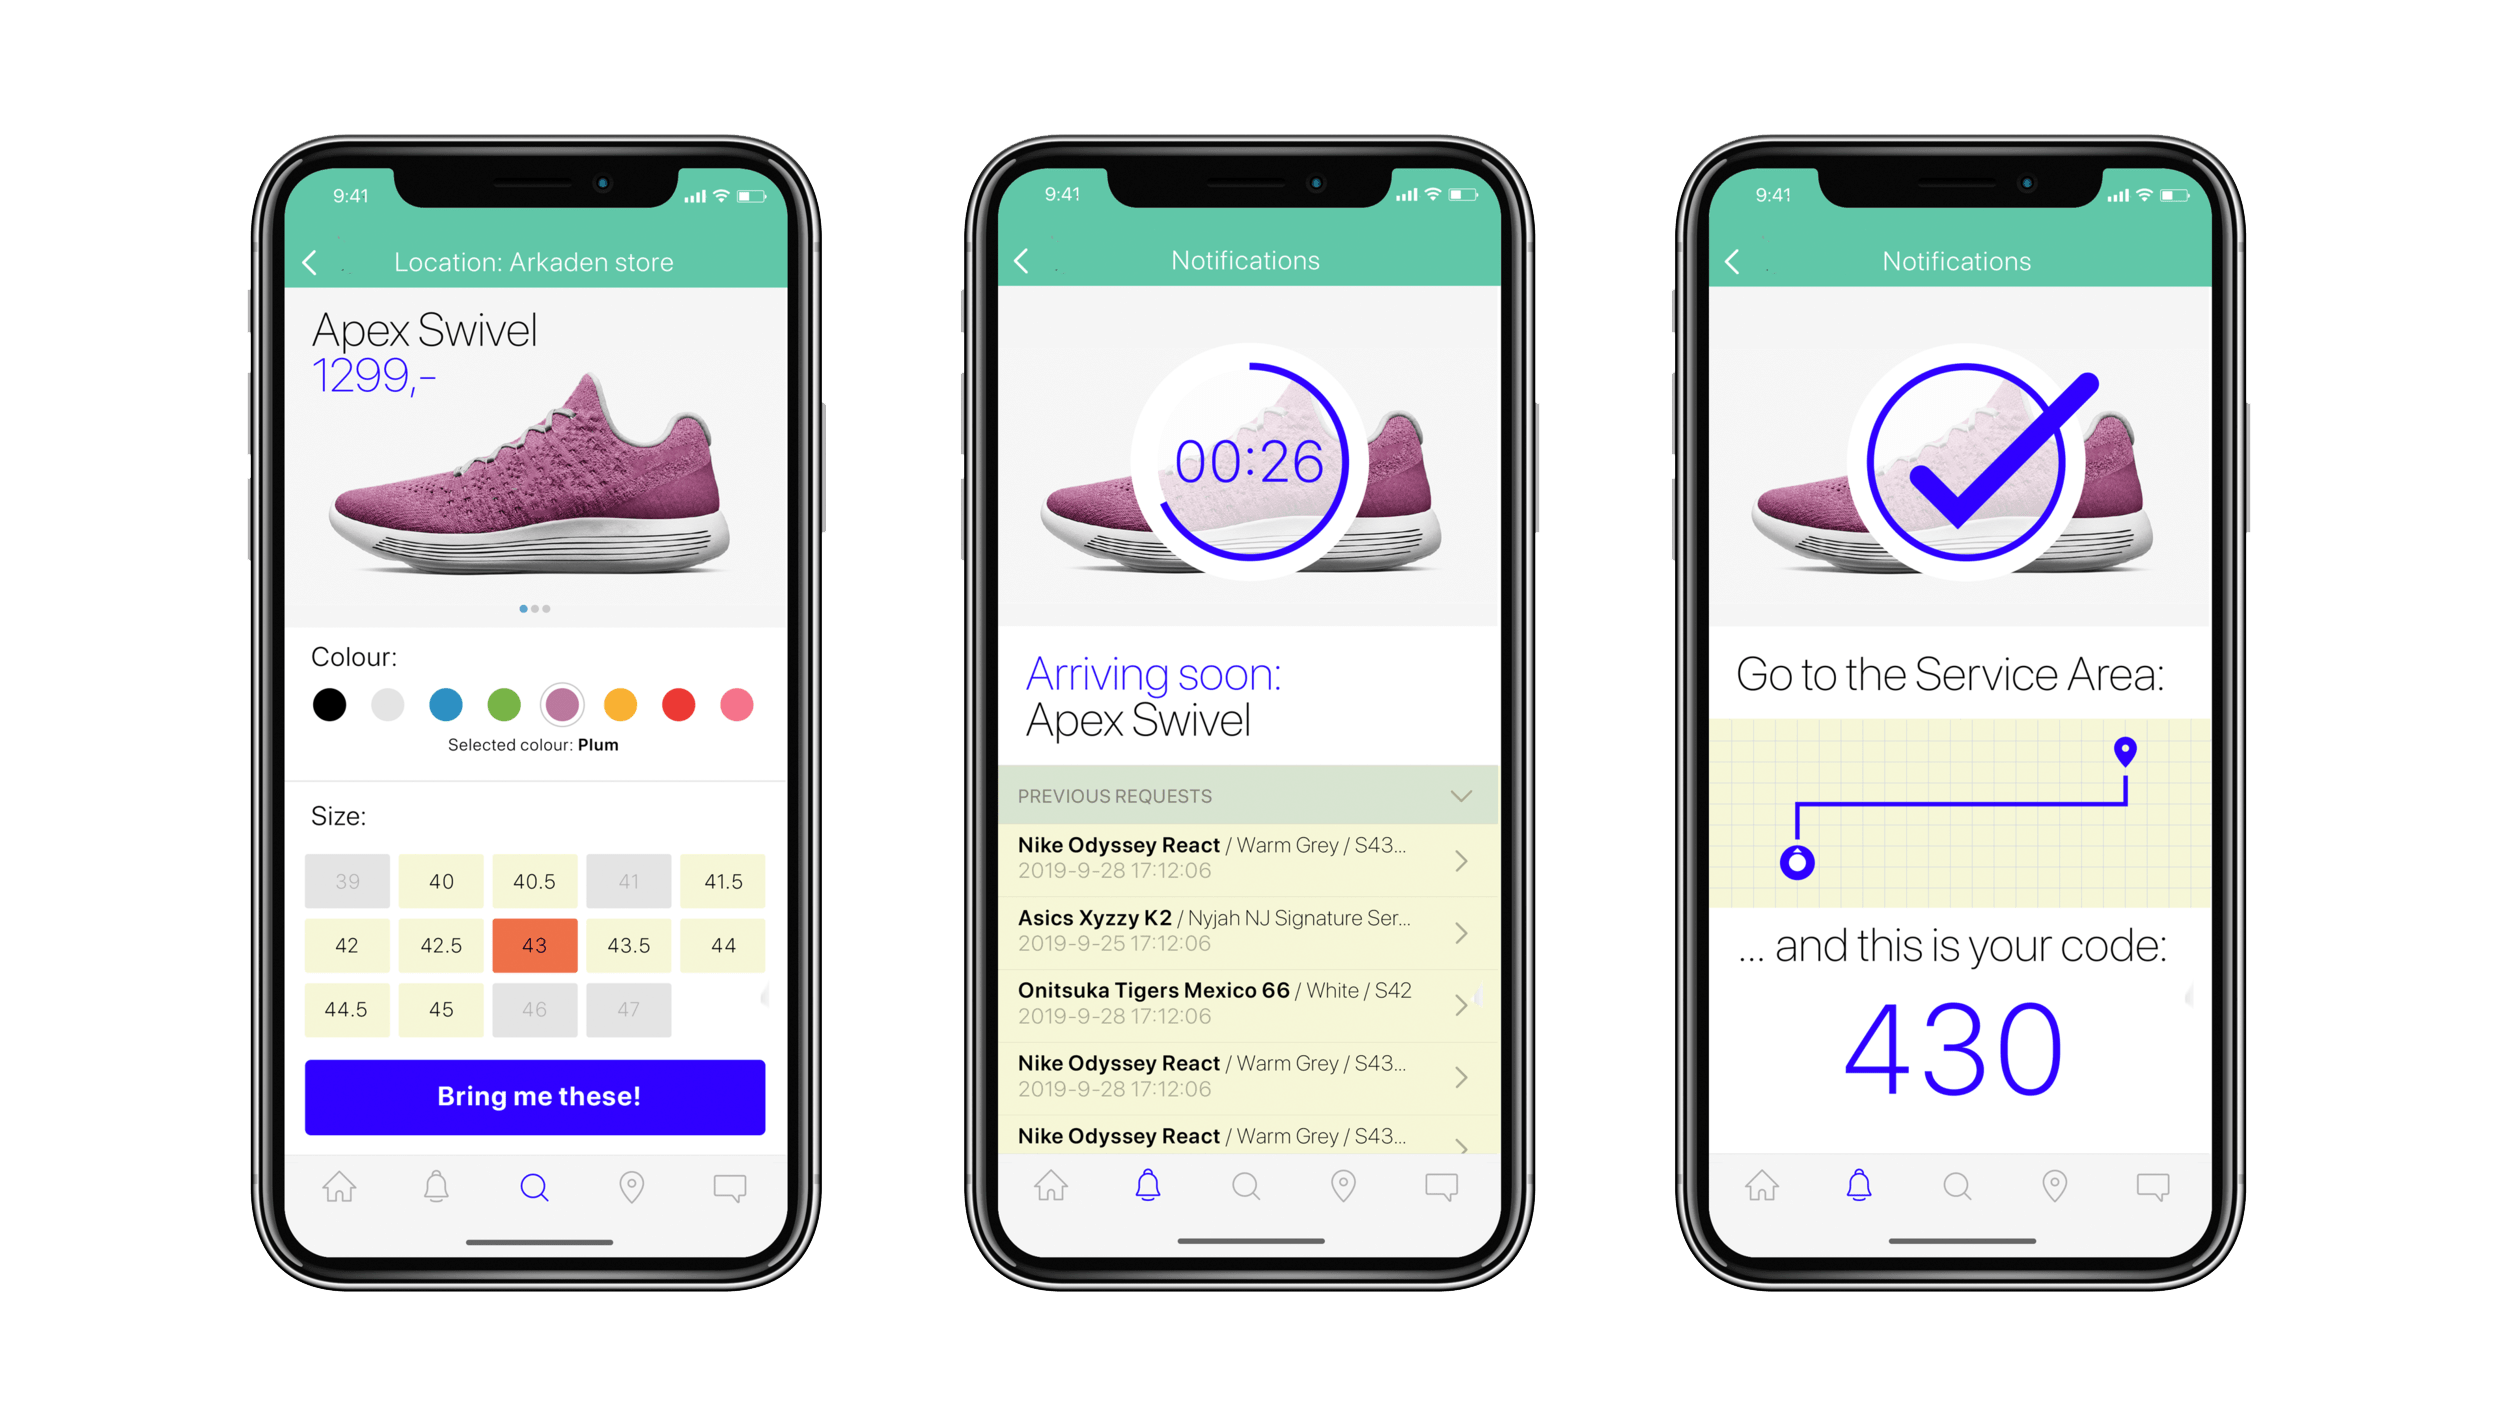 9:41
Location: Arkaden store
Apex Swivel
1299,-
Colour:
Selected colour: Plum
Size:
39 40 40.5 41 41.5
42 42.5 43 43.5 44
44.5 45 46 47
Bring me these!
9:41
Notifications
00:26
Arriving soon:
Apex Swivel
PREVIOUS REQUESTS
Nike Odyssey React / Warm Grey / S43...
2019-9-28 17:12:06
Asics Xyzzy K2 / Nyjah NJ Signature Ser...
2019-9-25 17:12:06
Onitsuka Tigers Mexico 66 / White / S42
2019-9-28 17:12:06
Nike Odyssey React / Warm Grey / S43...
2019-9-28 17:12:06
Nike Odyssey React / Warm Grey / S43...
9:41
Notifications
Go to the Service Area:
... and this is your code:
430